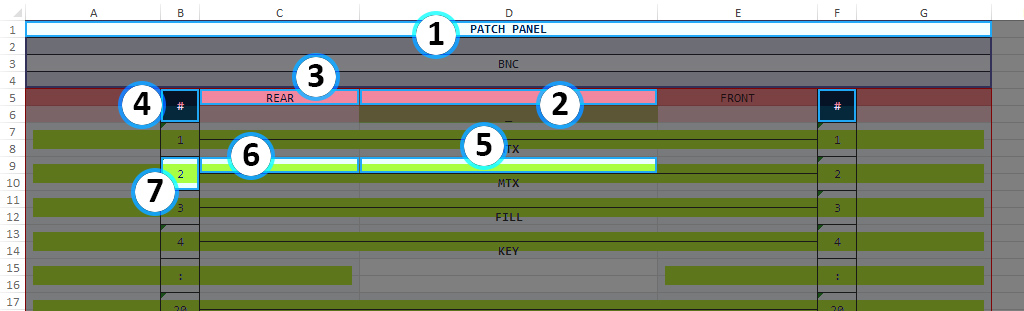 A B C D E F G
1 PATCH PANEL 1
2
3 BNC
4 3
5 4 # REAR 2 FRONT #
6 _
7 1 1
8 5 TX
9 6 2 2
10 7 MTX
11 3 3
12 FILL
13 4 4
14 KEY
15 : :
16
17 20 20